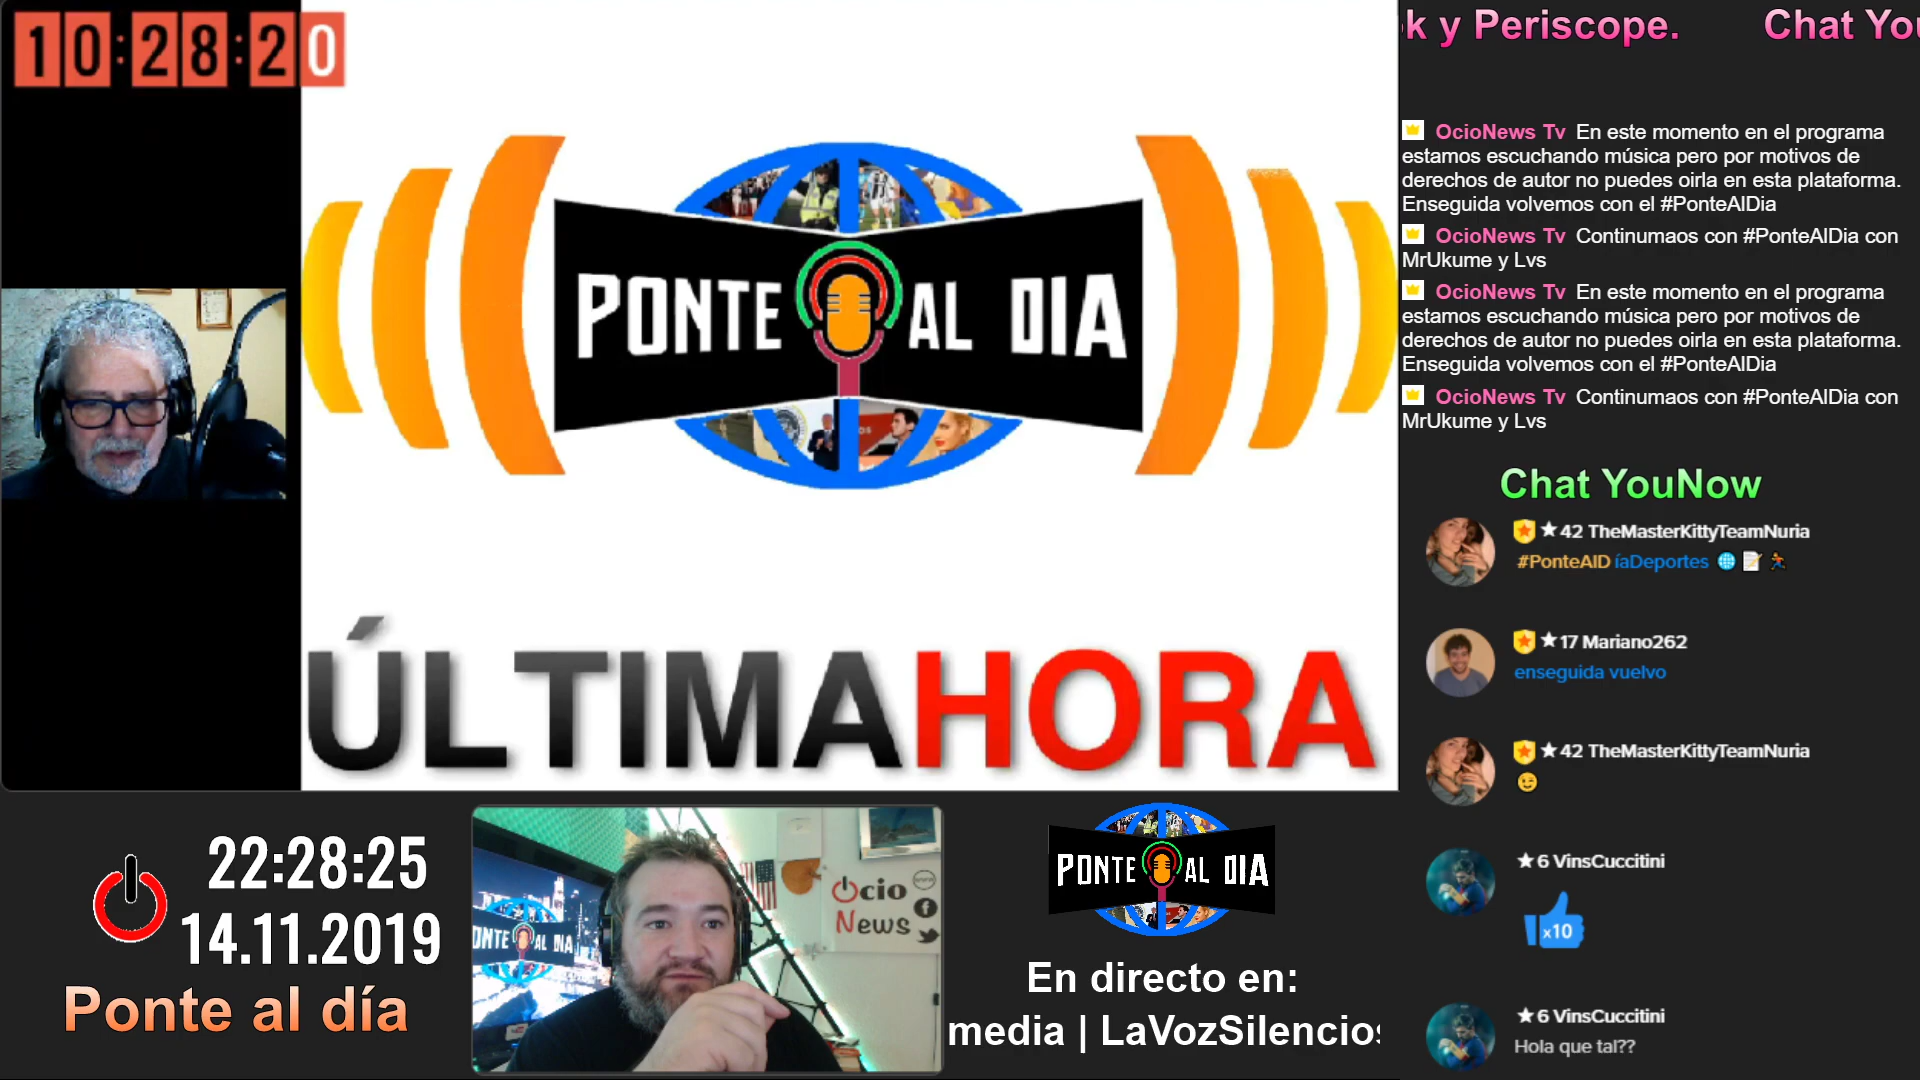 10:28:20
PONTE AL DIA
ÚLTIMAHORA
22:28:25
14.11.2019
Ponte al día
PONTE AL DIA
Ocio
News
PONTE AL DIA
En directo en:
media | LaVozSilencios
k y Periscope. Chat You
OcioNews Tv En este momento en el programa
estamos escuchando música pero por motivos de
derechos de autor no puedes oirla en esta plataforma.
Enseguida volvemos con el #PonteAlDia
OcioNews Tv Continumaos con #PonteAlDia con
MrUkume y Lvs
OcioNews Tv En este momento en el programa
estamos escuchando música pero por motivos de
derechos de autor no puedes oirla en esta plataforma.
Enseguida volvemos con el #PonteAlDia
OcioNews Tv Continumaos con #PonteAlDia con
MrUkume y Lvs
Chat YouNow
★42 TheMasterKittyTeamNuria
#PonteAlD íaDeportes
★17 Mariano262
enseguida vuelvo
★42 TheMasterKittyTeamNuria
★6 VinsCuccitini
x10
★6 VinsCuccitini
Hola que tal??